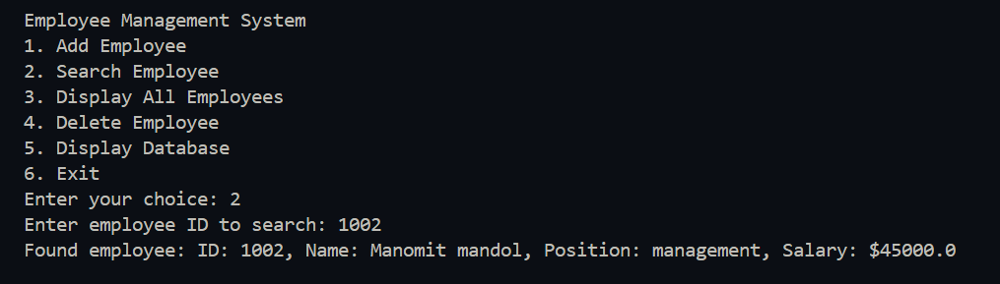 Employee Management System
1. Add Employee
2. Search Employee
3. Display All Employees
4. Delete Employee
5. Display Database
6. Exit
Enter your choice: 2
Enter employee ID to search: 1002
Found employee: ID: 1002, Name: Manomit mandol, Position: management, Salary: $45000.0